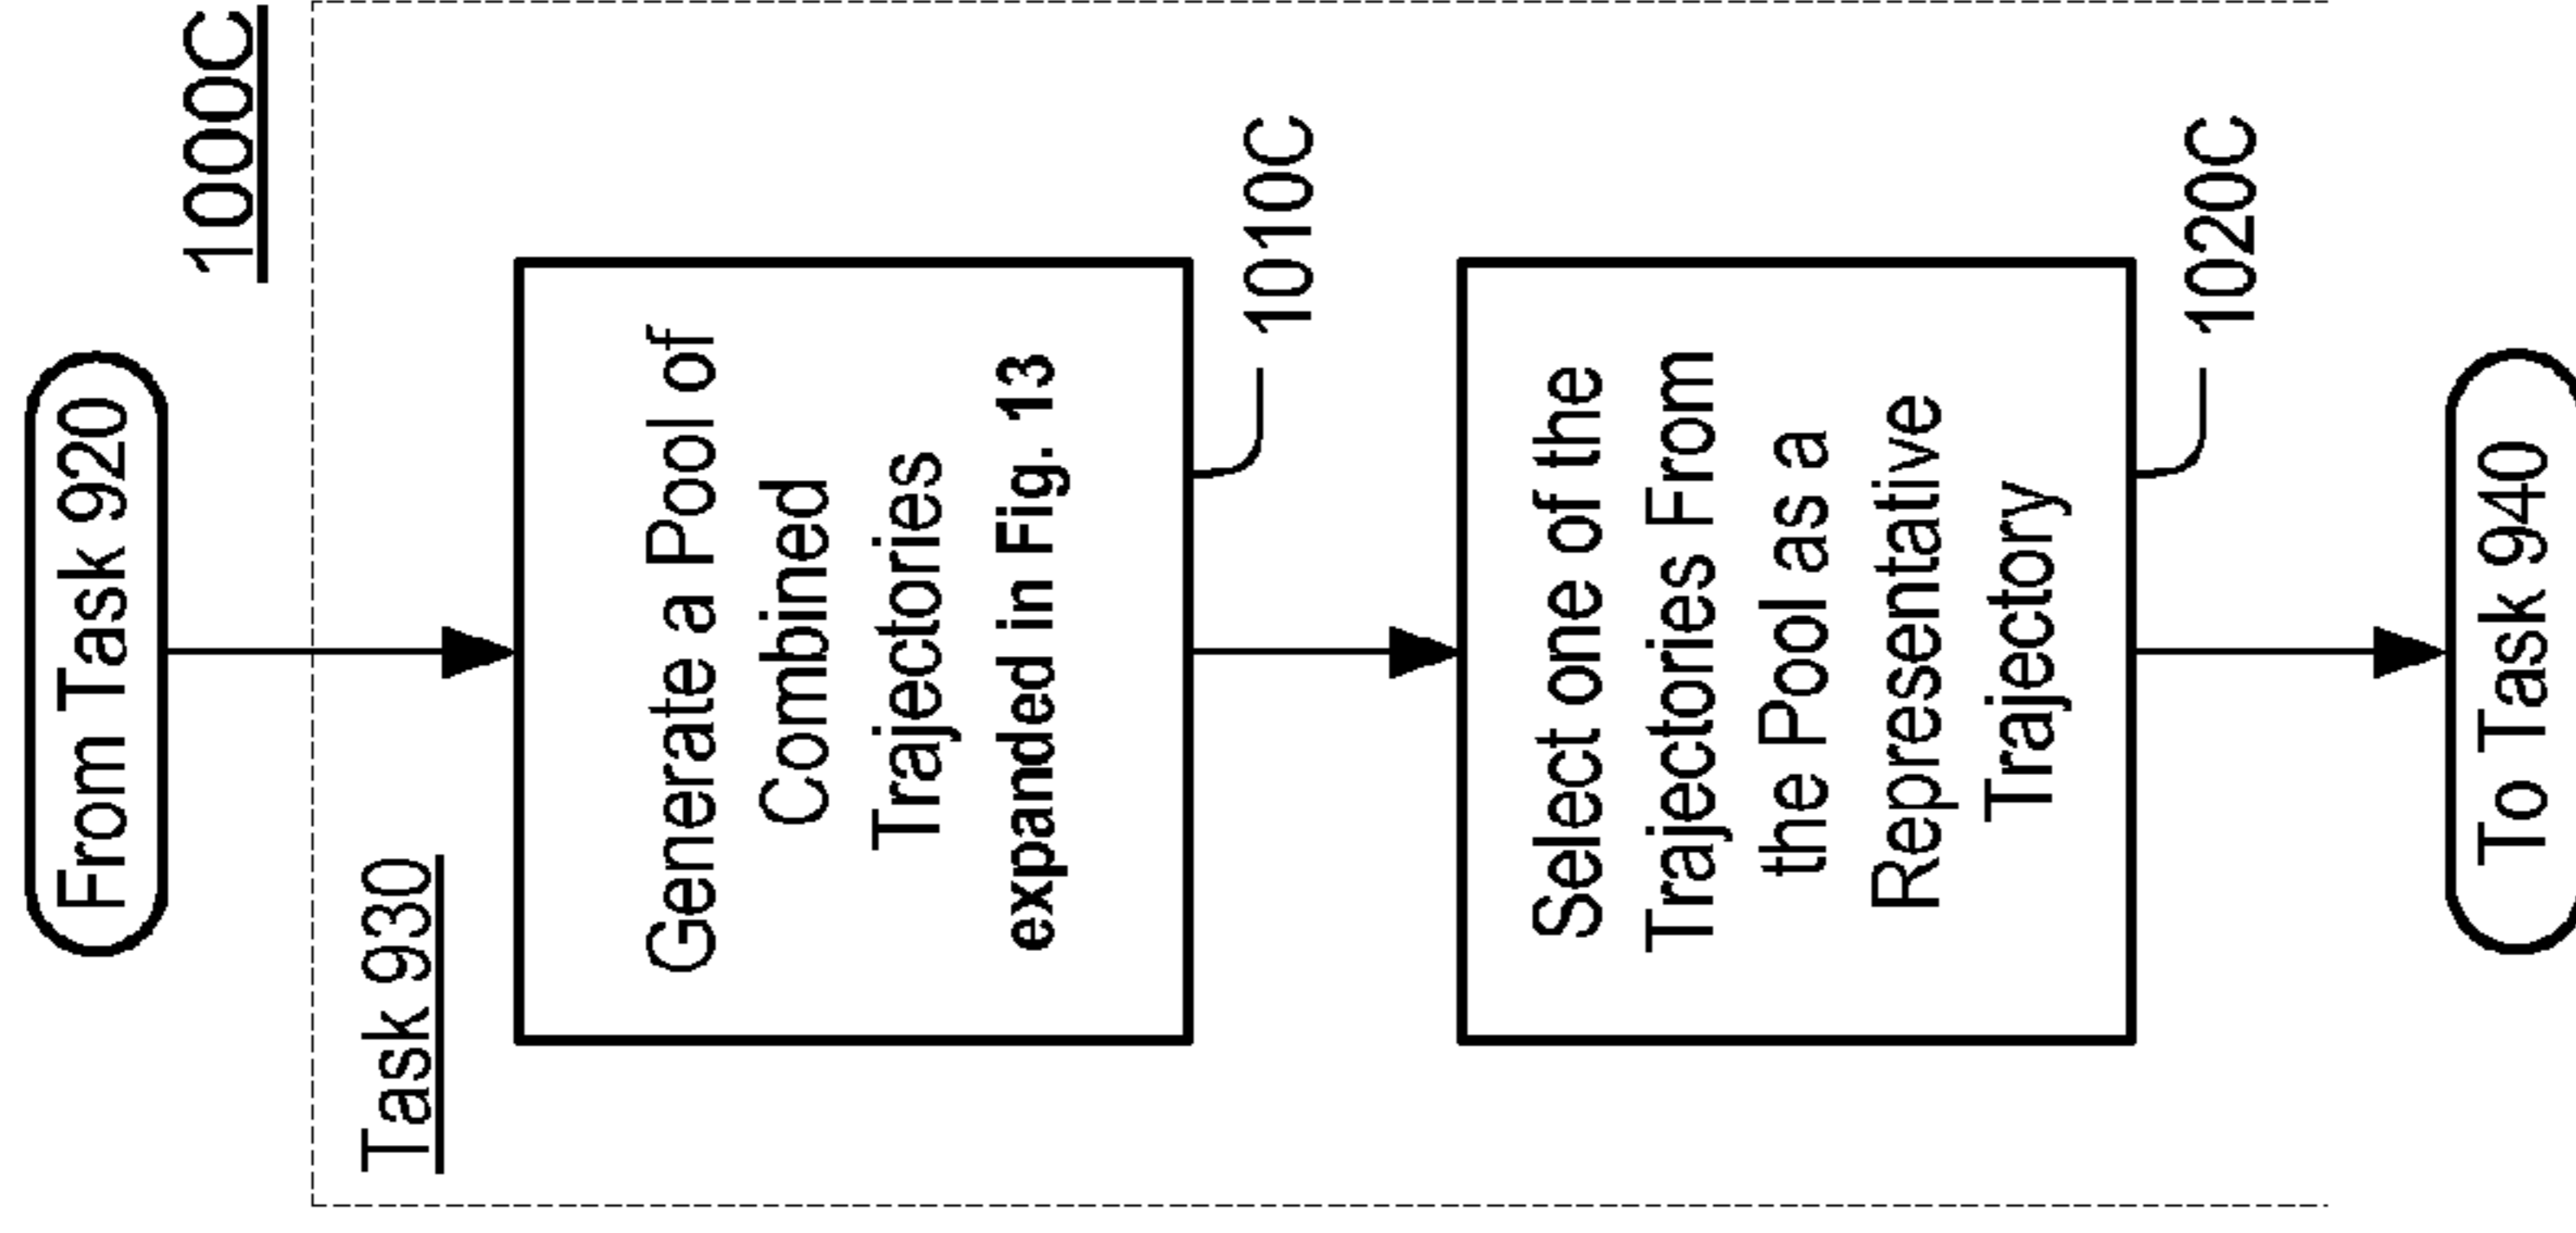 1000C
From Task 920
Task 930
Generate a Pool of
Combined
Trajectories
expanded in Fig. 13
1010C
Select one of the
Trajectories From
the Pool as a
Representative
Trajectory
1020C
To Task 940